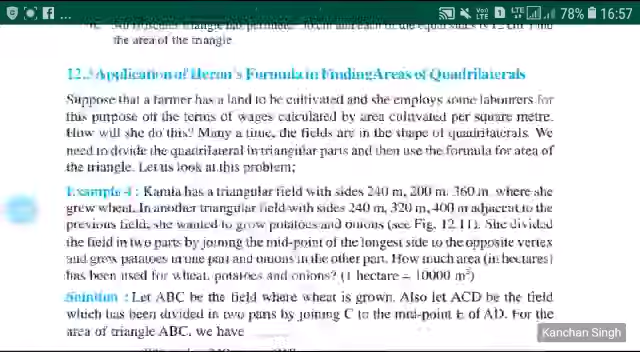 78% 16:57
the area of the triangle
12.3 Application of Heron's Formula in Finding Areas of Quadrilaterals
Suppose that a farmer has a land to be cultivated and she employs some labourers for
this purpose on the terms of wages calculated by area cultivated per square metre.
How will she do this? Many a time, the fields are in the shape of quadrilaterals. We
need to divide the quadrilateral in triangular parts and then use the formula for area of
the triangle. Let us look at this problem:
Example 4 : Kamla has a triangular field with sides 240 m, 200 m, 360 m, where she
grew wheat. In another triangular field with sides 240 m, 320 m, 400 m adjacent to the
previous field, she wanted to grow potatoes and onions (see Fig. 12.11). She divided
the field in two parts by joining the mid-point of the longest side to the opposite vertex
and grew patatoes in one part and onions in the other part. How much area (in hectares)
has been used for wheat, potatoes and onions? (1 hectare = 10000 m²)
Solution : Let ABC be the field where wheat is grown. Also let ACD be the field
which has been divided in two parts by joining C to the mid-point E of AD. For the
area of triangle ABC, we have
Kanchan Singh